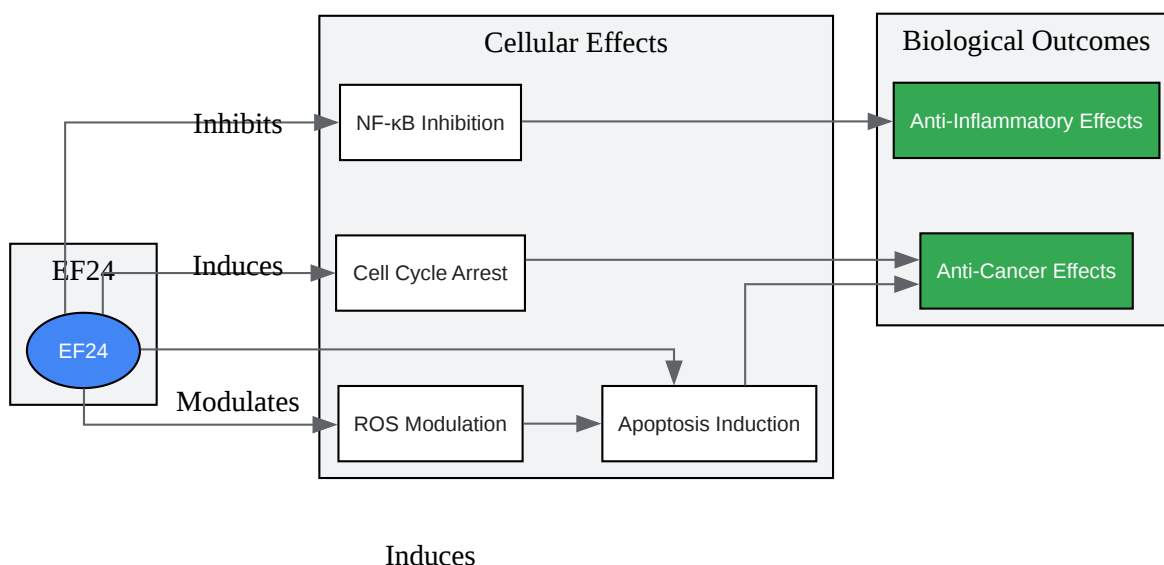 Cellular Effects
Biological Outcomes
Inhibits
NF-κB Inhibition
Anti-Inflammatory Effects
EF24
Induces
Cell Cycle Arrest
Anti-Cancer Effects
EF24
Modulates
ROS Modulation
Apoptosis Induction
Induces